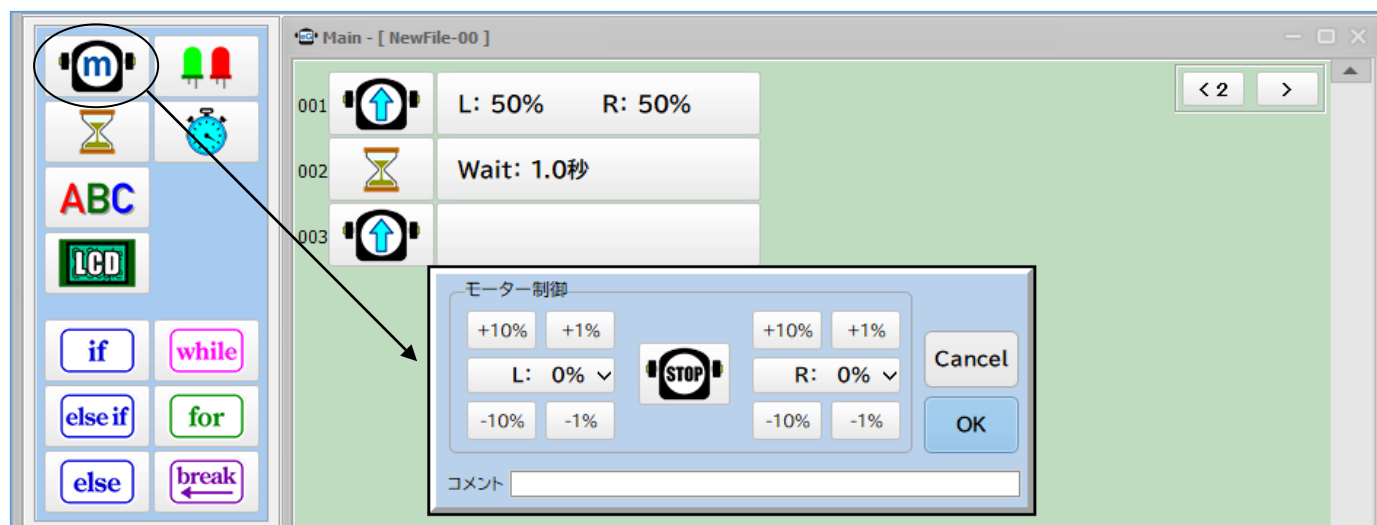 m
ABC
LCD
if
while
else if
for
else
break
Main - [ NewFile-00 ]
< 2 >
001 L: 50% R: 50%
002 Wait: 1.0秒
003
モーター制御
+10% +1% +10% +1%
L: 0% STOP R: 0%
-10% -1% -10% -1%
Cancel
OK
コメント